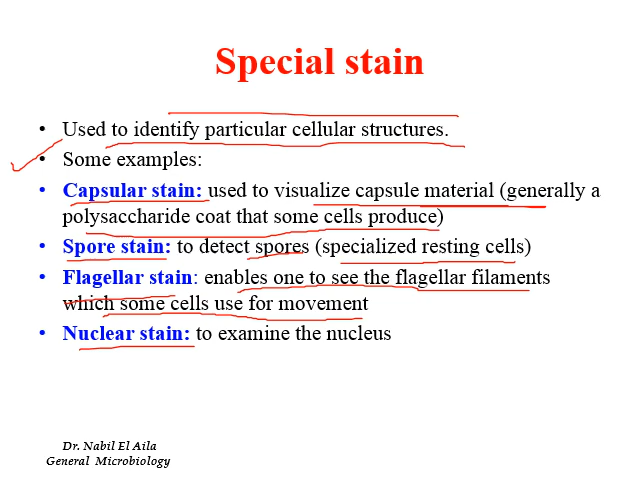 Special stain
• Used to identify particular cellular structures.
• Some examples:
• Capsular stain: used to visualize capsule material (generally a
polysaccharide coat that some cells produce)
• Spore stain: to detect spores (specialized resting cells)
• Flagellar stain: enables one to see the flagellar filaments
which some cells use for movement
• Nuclear stain: to examine the nucleus
Dr. Nabil El Aila
General Microbiology